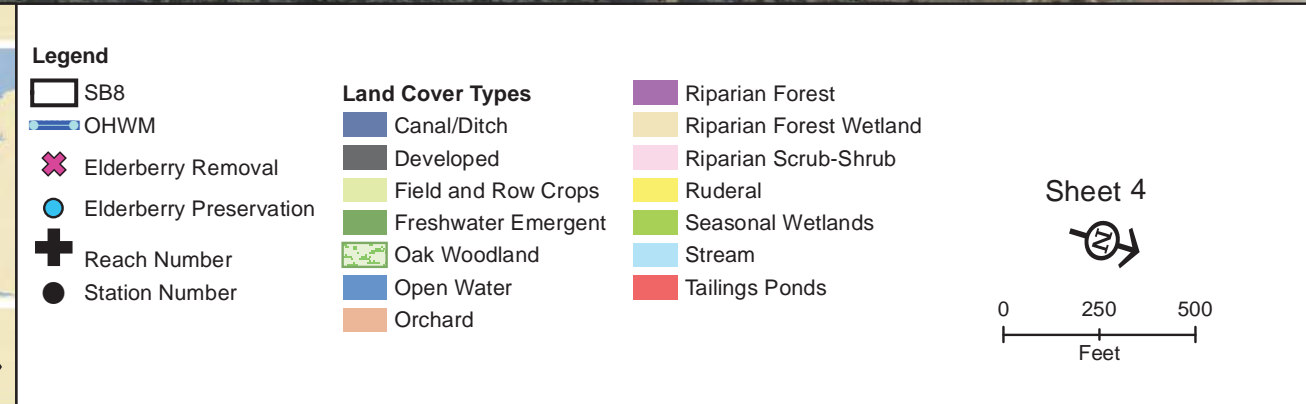 Legend
SB8
OHWM
Elderberry Removal
Elderberry Preservation
Reach Number
Station Number
Land Cover Types
Canal/Ditch
Developed
Field and Row Crops
Freshwater Emergent
Oak Woodland
Open Water
Orchard
Riparian Forest
Riparian Forest Wetland
Riparian Scrub-Shrub
Ruderal
Seasonal Wetlands
Stream
Tailings Ponds
Sheet 4
N
0 250 500
Feet